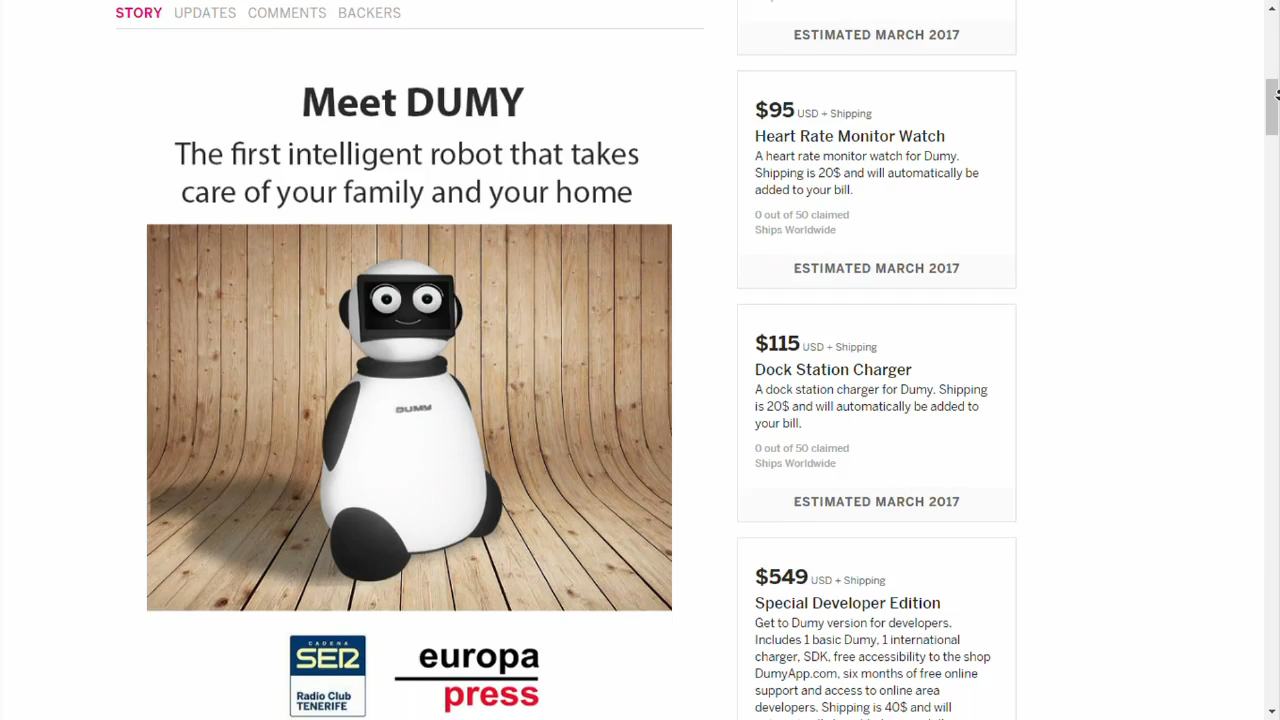 STORY UPDATES COMMENTS BACKERS
Meet DUMY
The first intelligent robot that takes
care of your family and your home
DUMY
CADENA
SER
Radio Club
TENERIFE
europa
press
ESTIMATED MARCH 2017
$95 USD + Shipping
Heart Rate Monitor Watch
A heart rate monitor watch for Dumy.
Shipping is 20$ and will automatically be
added to your bill.
0 out of 50 claimed
Ships Worldwide
ESTIMATED MARCH 2017
$115 USD + Shipping
Dock Station Charger
A dock station charger for Dumy. Shipping
is 20$ and will automatically be added to
your bill.
0 out of 50 claimed
Ships Worldwide
ESTIMATED MARCH 2017
$549 USD + Shipping
Special Developer Edition
Get to Dumy version for developers.
Includes 1 basic Dumy, 1 international
charger, SDK, free accessibility to the shop
DumyApp.com, six months of free online
support and access to online area
developers. Shipping is 40$ and will